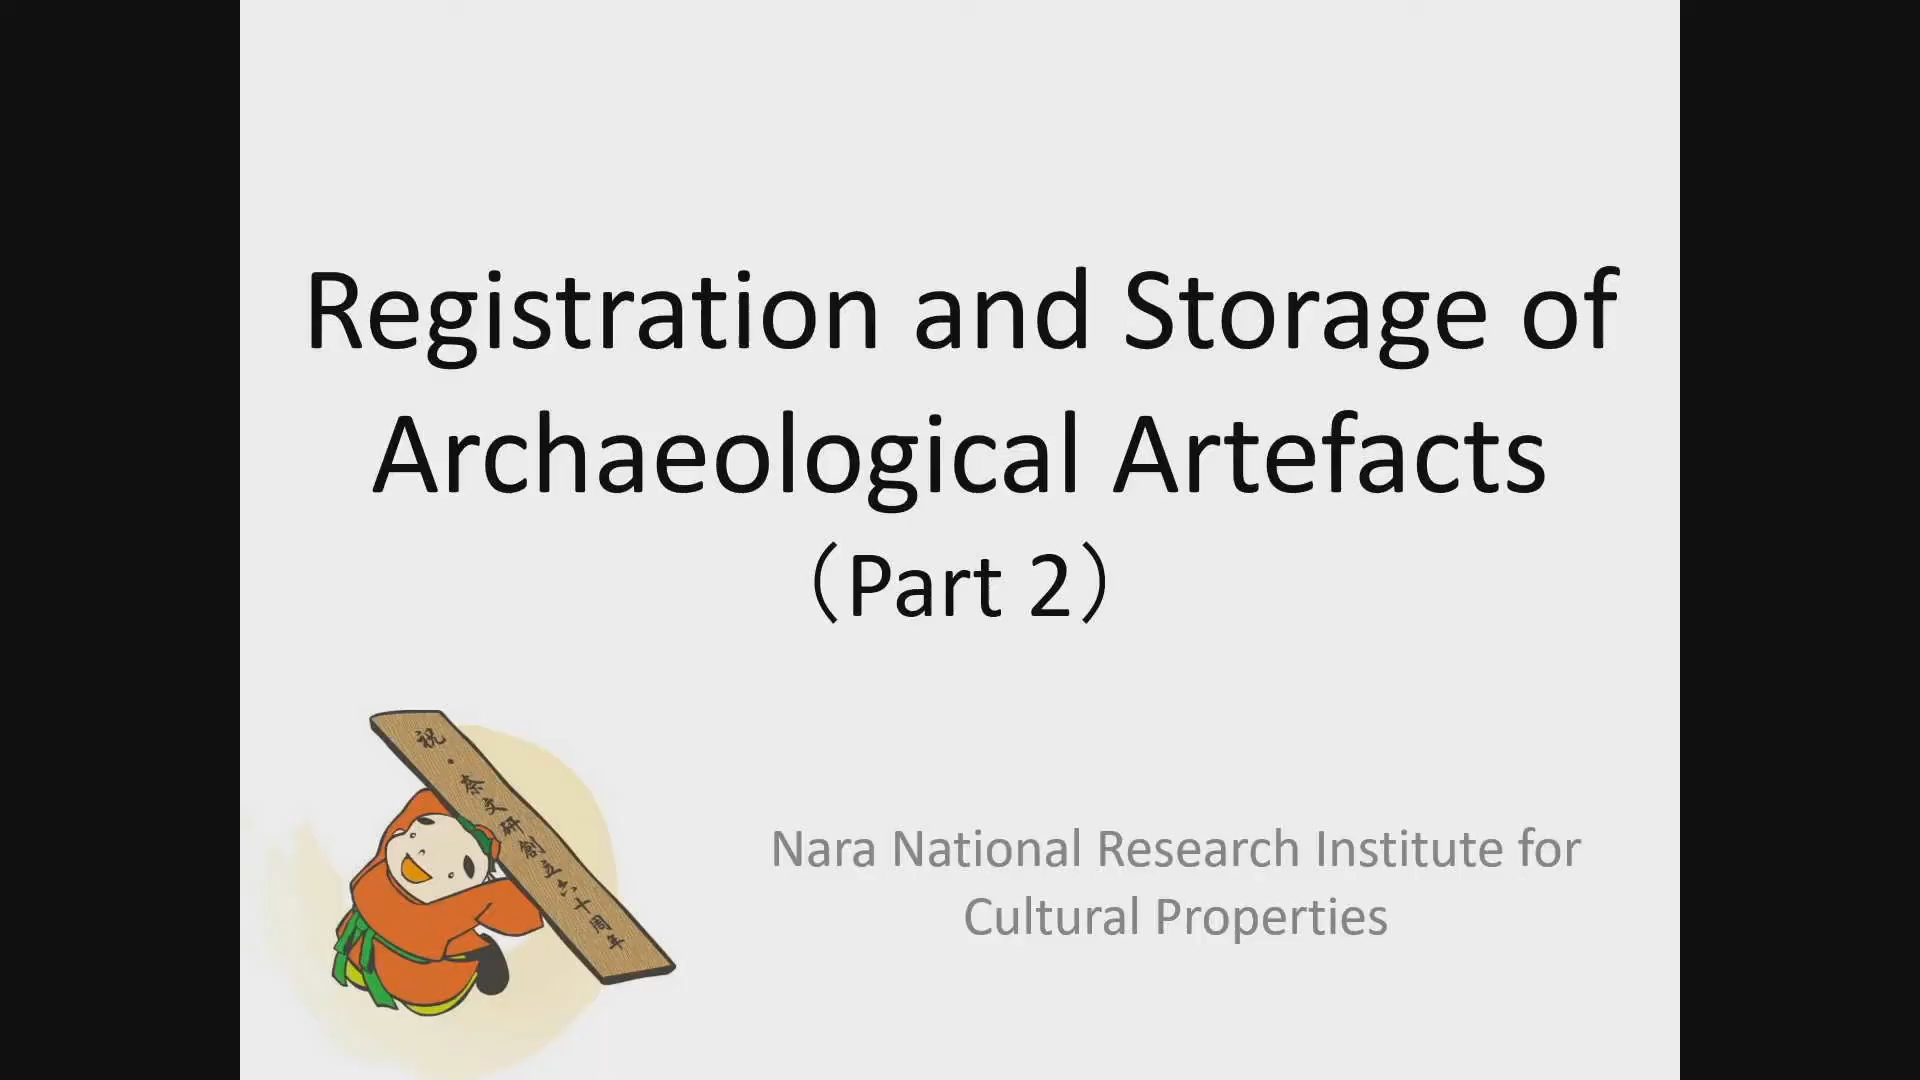 Registration and Storage of
Archaeological Artefacts
（Part 2）
祝・奈文研創立六十周年
Nara National Research Institute for
Cultural Properties